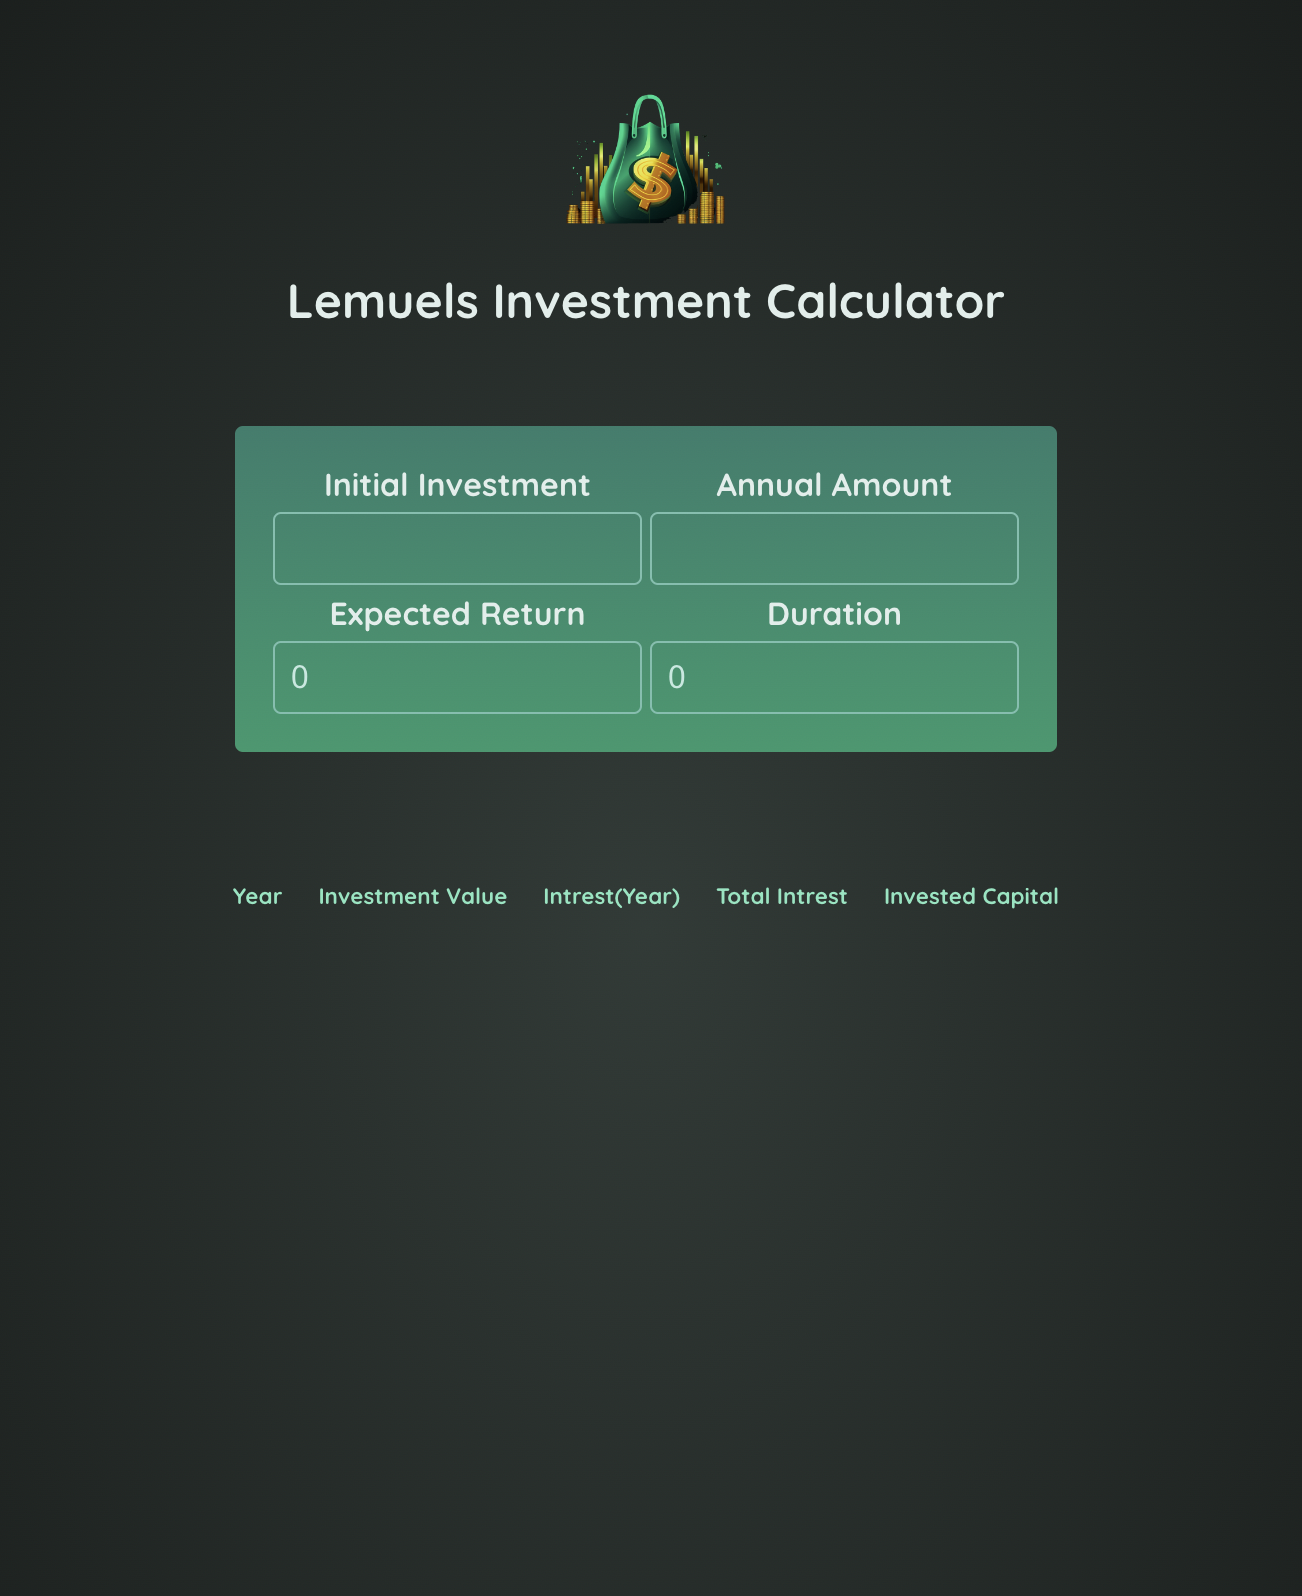 Lemuels Investment Calculator
Initial Investment Annual Amount
Expected Return Duration
0 0
Year Investment Value Intrest(Year) Total Intrest Invested Capital